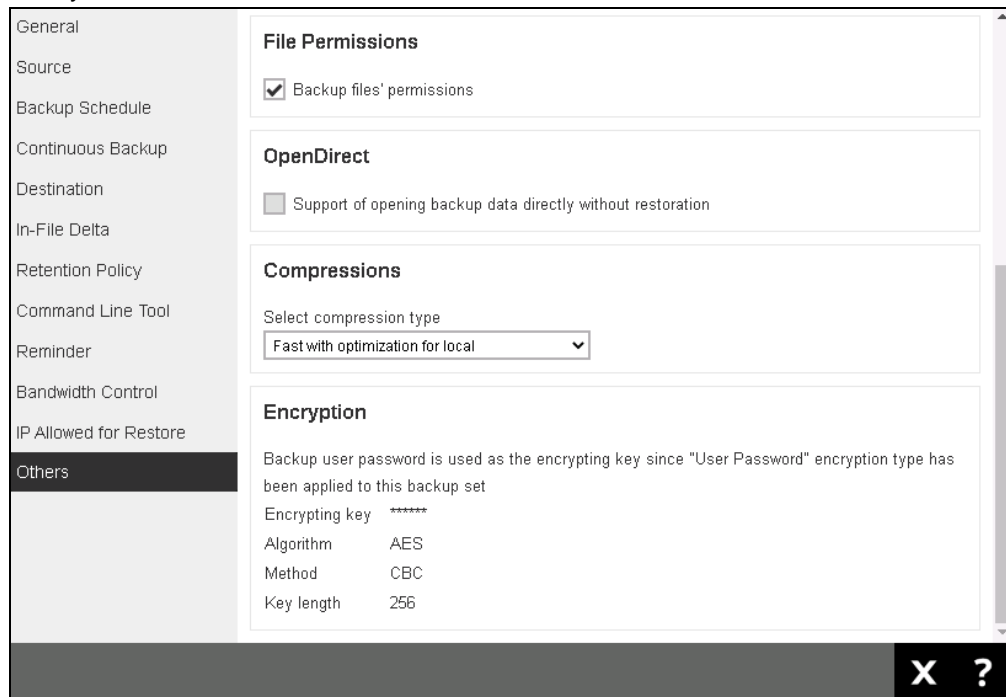 General
Source
Backup Schedule
Continuous Backup
Destination
In-File Delta
Retention Policy
Command Line Tool
Reminder
Bandwidth Control
IP Allowed for Restore
Others
File Permissions
Backup files' permissions
OpenDirect
Support of opening backup data directly without restoration
Compressions
Select compression type
Fast with optimization for local
Encryption
Backup user password is used as the encrypting key since "User Password" encryption type has
been applied to this backup set
Encrypting key ******
Algorithm AES
Method CBC
Key length 256
X ?